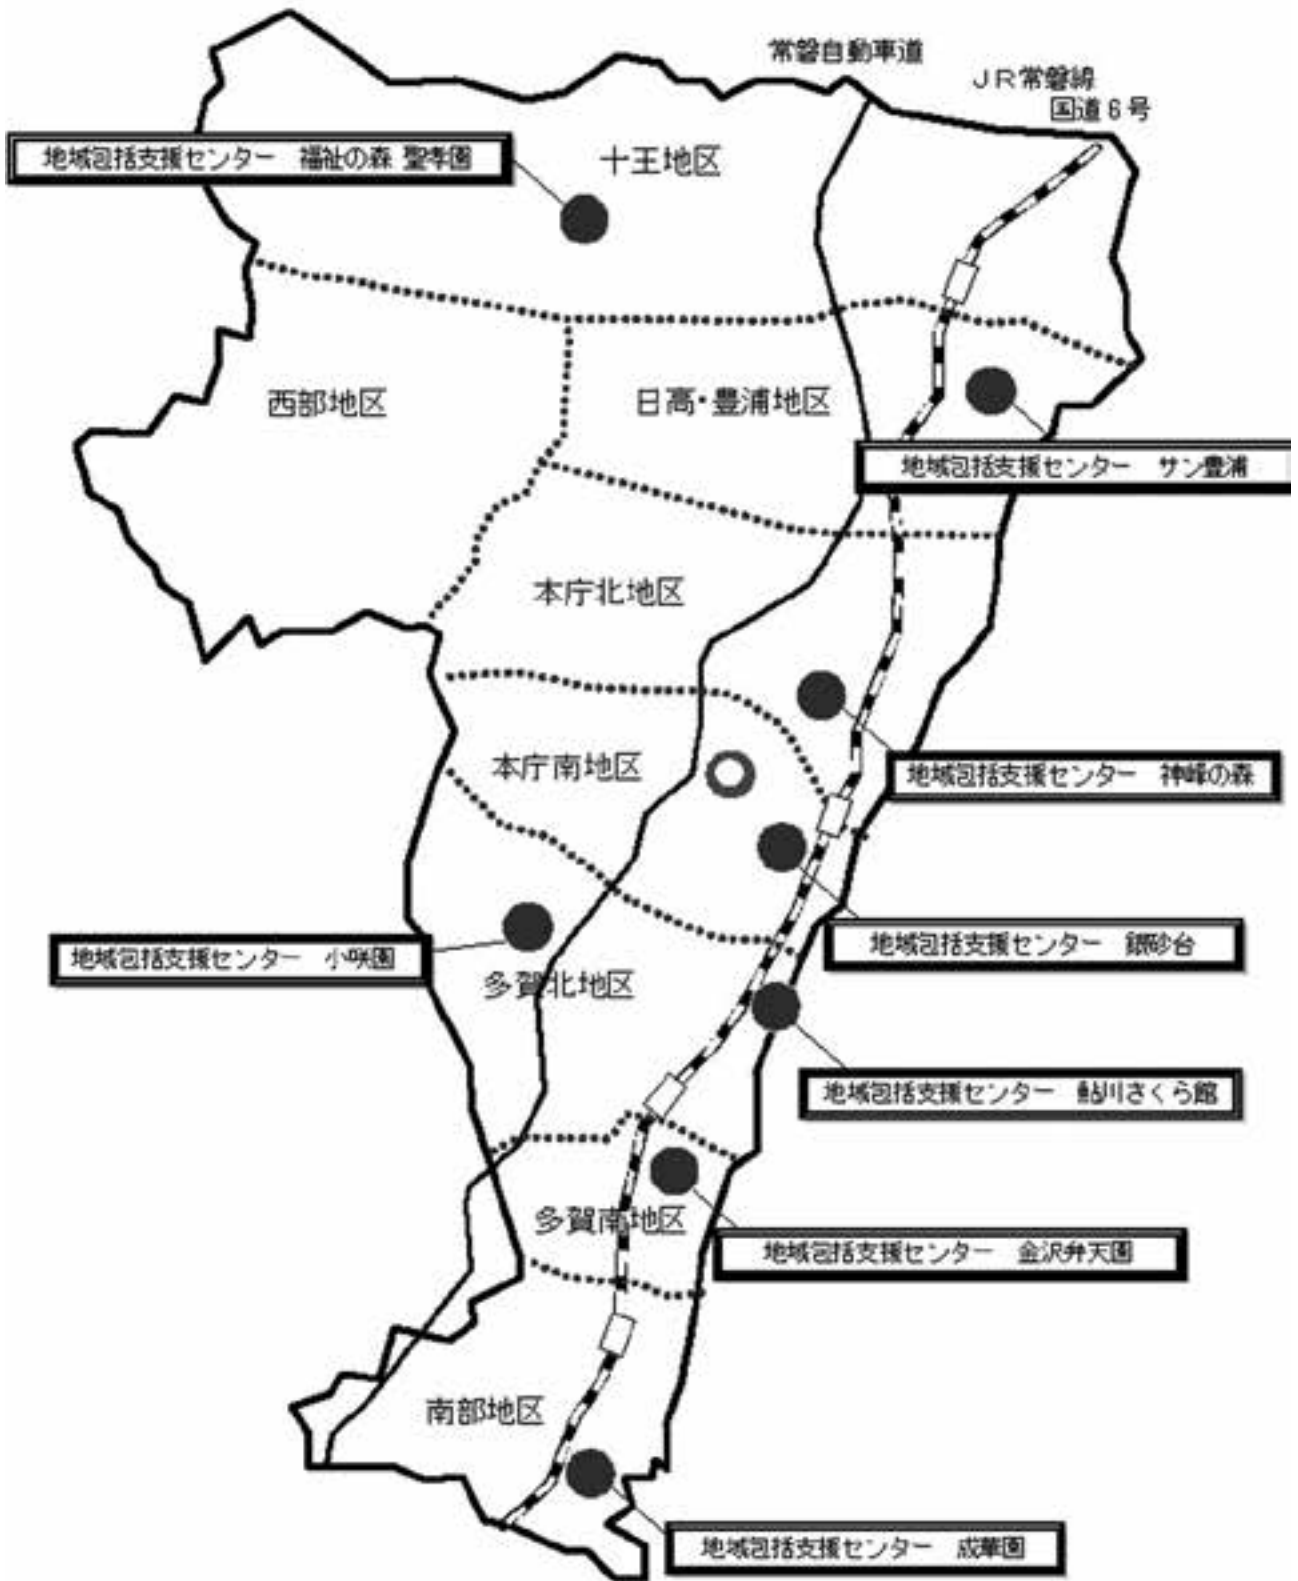 常磐自動車道
JR常磐線
国道6号
地域包括支援センター 福祉の森 聖孝園
十王地区
西部地区
日高・豊浦地区
地域包括支援センター サン豊浦
本庁北地区
本庁南地区
地域包括支援センター 神峰の森
地域包括支援センター 銀砂台
地域包括支援センター 小咲園
多賀北地区
地域包括支援センター 鮎川さくら館
多賀南地区
地域包括支援センター 金沢弁天園
南部地区
地域包括支援センター 成華園